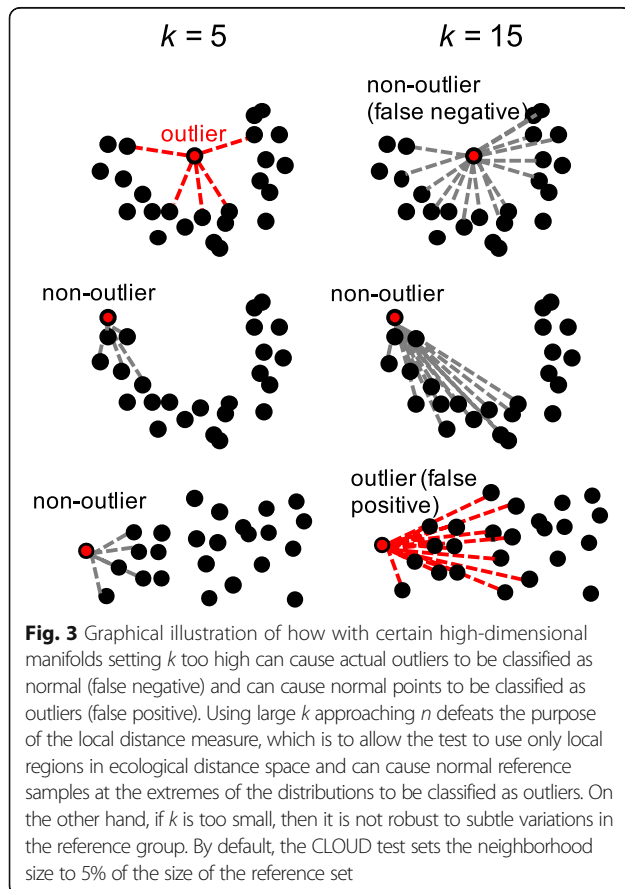 k = 5
k = 15
outlier
non-outlier
(false negative)
non-outlier
non-outlier
non-outlier
outlier (false
positive)
Fig. 3 Graphical illustration of how with certain high-dimensional
manifolds setting k too high can cause actual outliers to be classified as
normal (false negative) and can cause normal points to be classified as
outliers (false positive). Using large k approaching n defeats the purpose
of the local distance measure, which is to allow the test to use only local
regions in ecological distance space and can cause normal reference
samples at the extremes of the distributions to be classified as outliers. On
the other hand, if k is too small, then it is not robust to subtle variations in
the reference group. By default, the CLOUD test sets the neighborhood
size to 5% of the size of the reference set